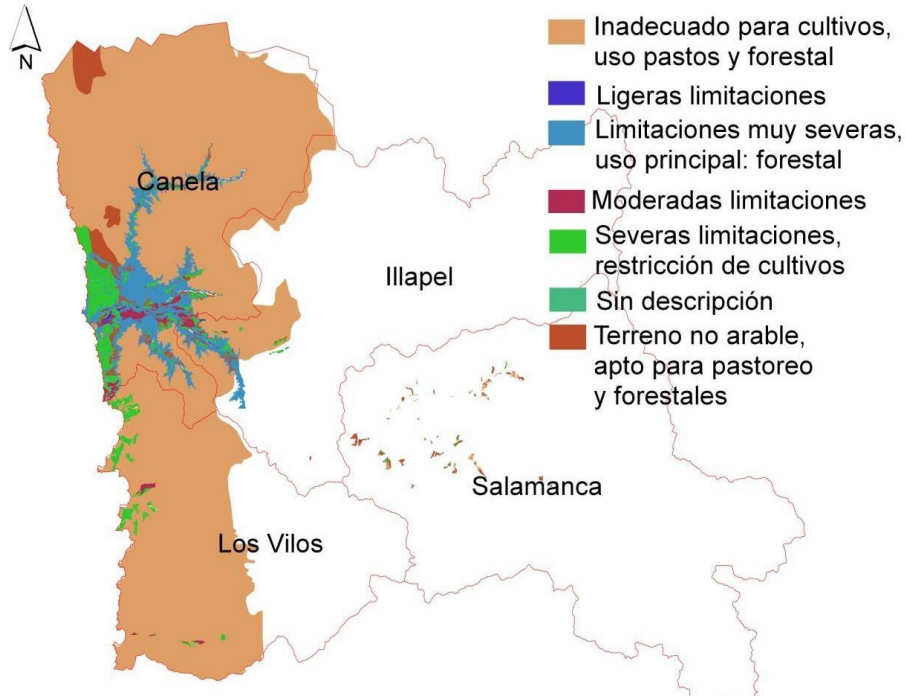 N
Inadecuado para cultivos,
uso pastos y forestal
Ligeras limitaciones
Limitaciones muy severas,
uso principal: forestal
Moderadas limitaciones
Severas limitaciones,
restricción de cultivos
Sin descripción
Terreno no arable,
apto para pastoreo
y forestales
Canela
Illapel
Salamanca
Los Vilos